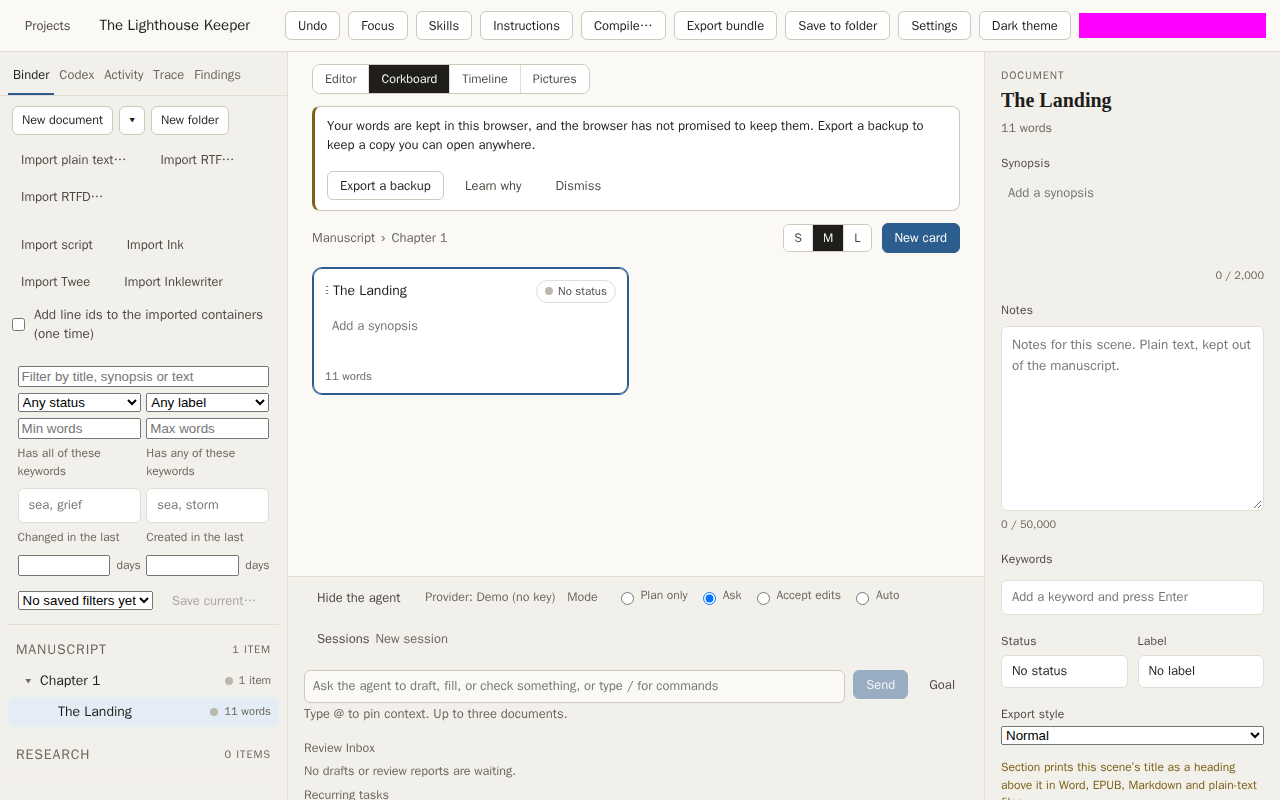 Projects
The Lighthouse Keeper
Undo
Focus
Skills
Instructions
Compile…
Export bundle
Save to folder
Settings
Dark theme
Binder
Codex
Activity
Trace
Findings
New document
New folder
Import plain text…
Import RTF…
Import RTFD…
Import script
Import Ink
Import Twee
Import Inklewriter
Add line ids to the imported containers
(one time)
Filter by title, synopsis or text
Any status
Any label
Min words
Max words
Has all of these
keywords
Has any of these
keywords
sea, grief
sea, storm
Changed in the last
Created in the last
days
days
No saved filters yet
Save current…
MANUSCRIPT
1 ITEM
Chapter 1
1 item
The Landing
11 words
RESEARCH
0 ITEMS
Editor
Corkboard
Timeline
Pictures
Your words are kept in this browser, and the browser has not promised to keep them. Export a backup to
keep a copy you can open anywhere.
Export a backup
Learn why
Dismiss
Manuscript › Chapter 1
S
M
L
New card
The Landing
No status
Add a synopsis
11 words
Hide the agent
Provider: Demo (no key)
Mode
Plan only
Ask
Accept edits
Auto
Sessions
New session
Ask the agent to draft, fill, or check something, or type / for commands
Send
Goal
Type @ to pin context. Up to three documents.
Review Inbox
No drafts or review reports are waiting.
Recurring tasks
DOCUMENT
The Landing
11 words
Synopsis
Add a synopsis
0 / 2,000
Notes
Notes for this scene. Plain text, kept out
of the manuscript.
0 / 50,000
Keywords
Add a keyword and press Enter
Status
Label
No status
No label
Export style
Normal
Section prints this scene's title as a heading
above it in Word, EPUB, Markdown and plain-text